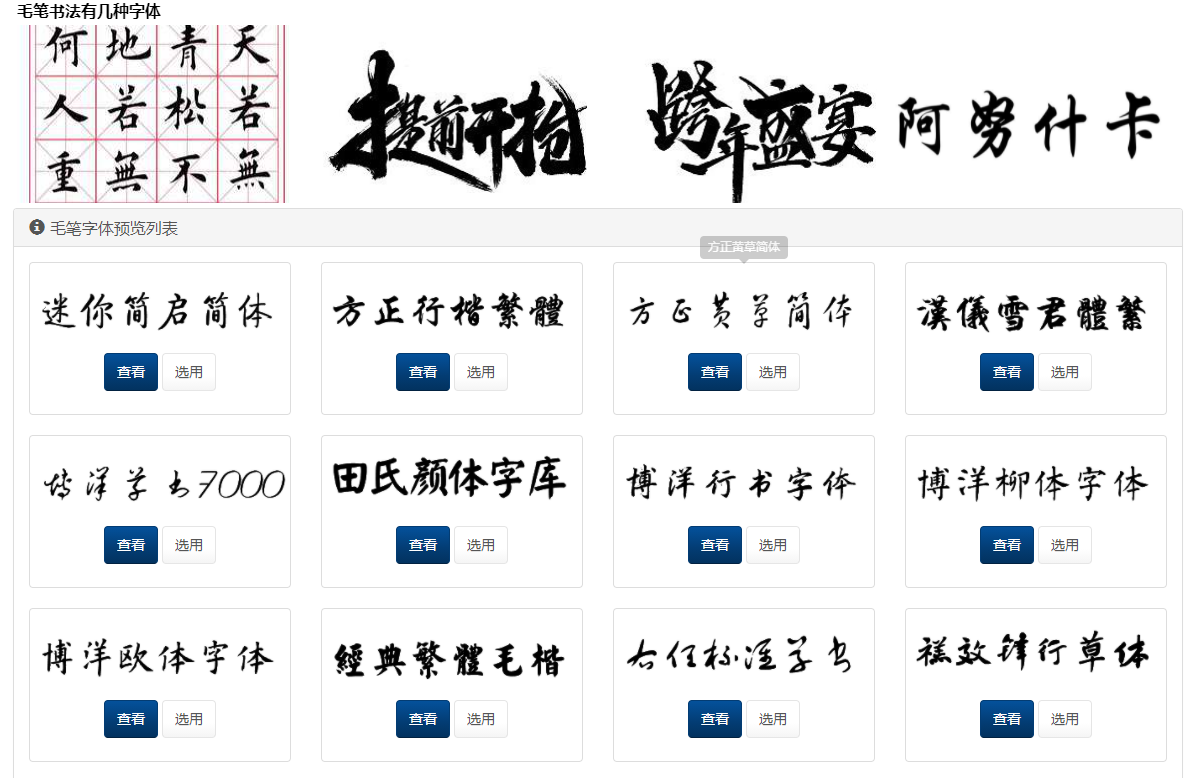 毛笔书法有几种字体
何地青天
人若松若
重無不無
提前开抢
跨年盛宴
阿努什卡
毛笔字体预览列表
方正黄草简体
迷你简启简体
方正行楷繁體
方正黄草简体
漢儀雪君體繁
查看 选用
查看 选用
查看 选用
查看 选用
博洋草书7000
田氏颜体字库
博洋行书字体
博洋柳体字体
查看 选用
查看 选用
查看 选用
查看 选用
博洋欧体字体
經典繁體毛楷
右任标准草书
禚效锋行草体
查看 选用
查看 选用
查看 选用
查看 选用